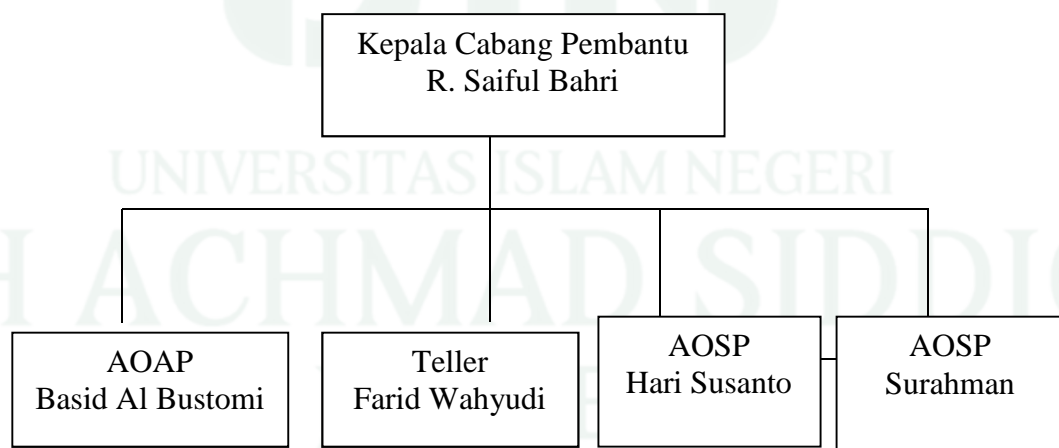 Kepala Cabang Pembantu
R. Saiful Bahri
UNIVERSITAS ISLAM NEGERI
H ACHMAD SIDDIQ
AOAP
Basid Al Bustomi
Teller
Farid Wahyudi
AOSP
Hari Susanto
AOSP
Surahman